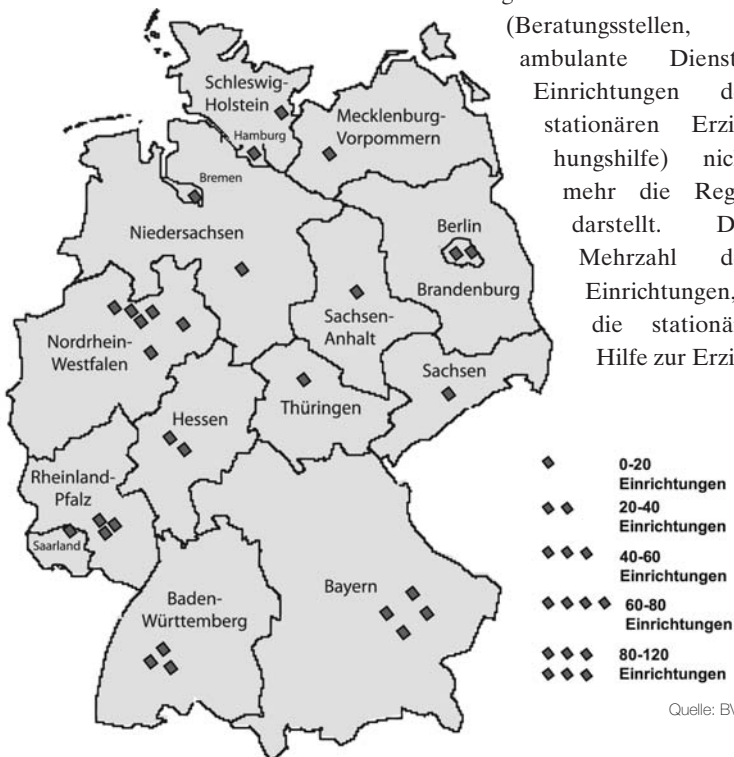 (Beratungsstellen,
ambulante Dienst
Einrichtungen d
stationären Erzi
hungshilfe) nich
mehr die Reg
darstellt. D
Mehrzahl d
Einrichtungen,
die stationä
Hilfe zur Erzi
Schleswig-
Holstein
Hamburg
Mecklenburg-
Vorpommern
Bremen
Niedersachsen
Berlin
Brandenburg
Sachsen-
Anhalt
Nordrhein-
Westfalen
Sachsen
Thüringen
Hessen
Rheinland-
Pfalz
Saarland
Bayern
Baden-
Württemberg
0-20
Einrichtungen
20-40
Einrichtungen
40-60
Einrichtungen
60-80
Einrichtungen
80-120
Einrichtungen
Quelle: BV